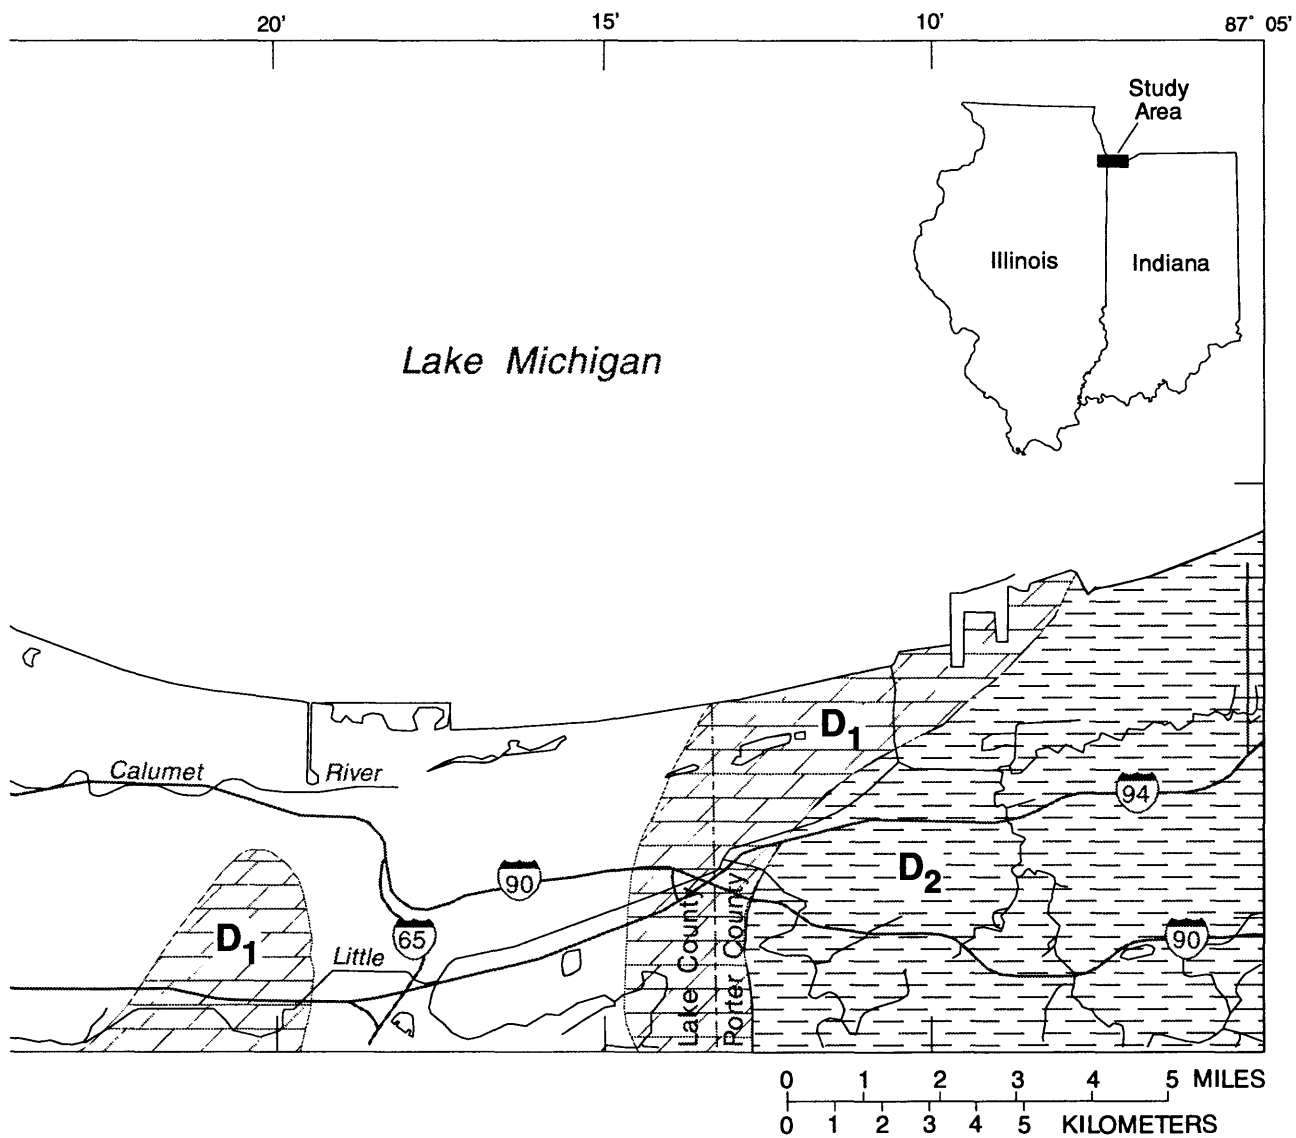 20' 15' 10' 87° 05'
Study
Area
Illinois Indiana
Lake Michigan
D1
Calumet River
94
D2
90
D1
65
Little
90
Lake County
Porter County
0 1 2 3 4 5 MILES
0 1 2 3 4 5 KILOMETERS